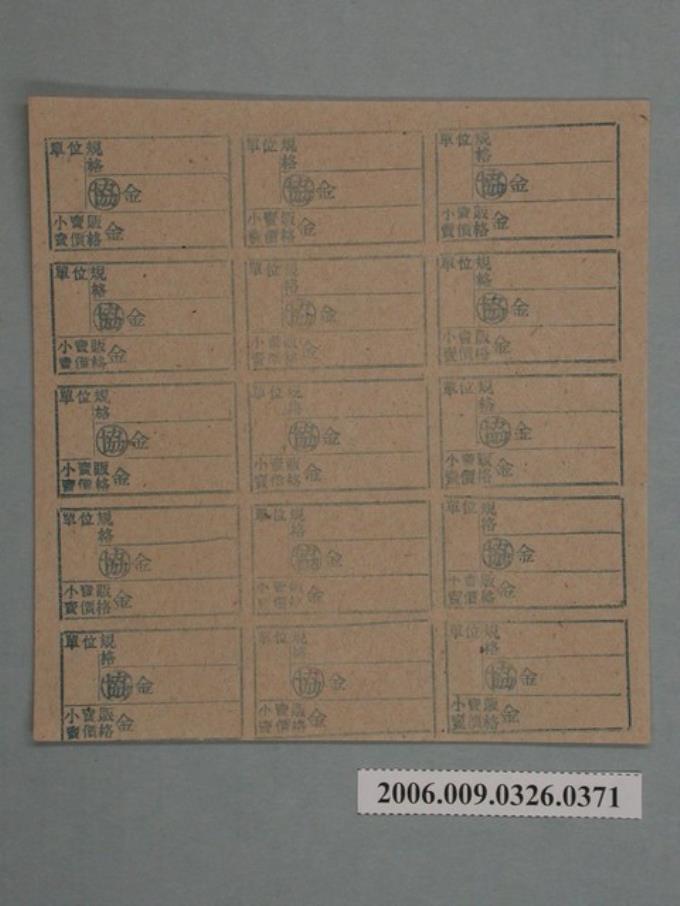 單位規
格
協金
小賣販
賣價格金
單位規
格
協金
小賣販
賣價格金
單位規
格
協金
小賣販
賣價格金
單位規
格
協金
小賣販
賣價格金
單位規
格
協金
小賣販
賣價格金
單位規
格
協金
小賣販
賣價格金
單位規
格
協金
小賣販
賣價格金
單位規
格
協金
小賣販
賣價格金
單位規
格
協金
小賣販
賣價格金
單位規
格
協金
小賣販
賣價格金
單位規
格
協金
小賣販
賣價格金
單位規
格
協金
小賣販
賣價格金
單位規
格
協金
小賣販
賣價格金
單位規
格
協金
小賣販
賣價格金
單位規
格
協金
小賣販
賣價格金
2006.009.0326.0371